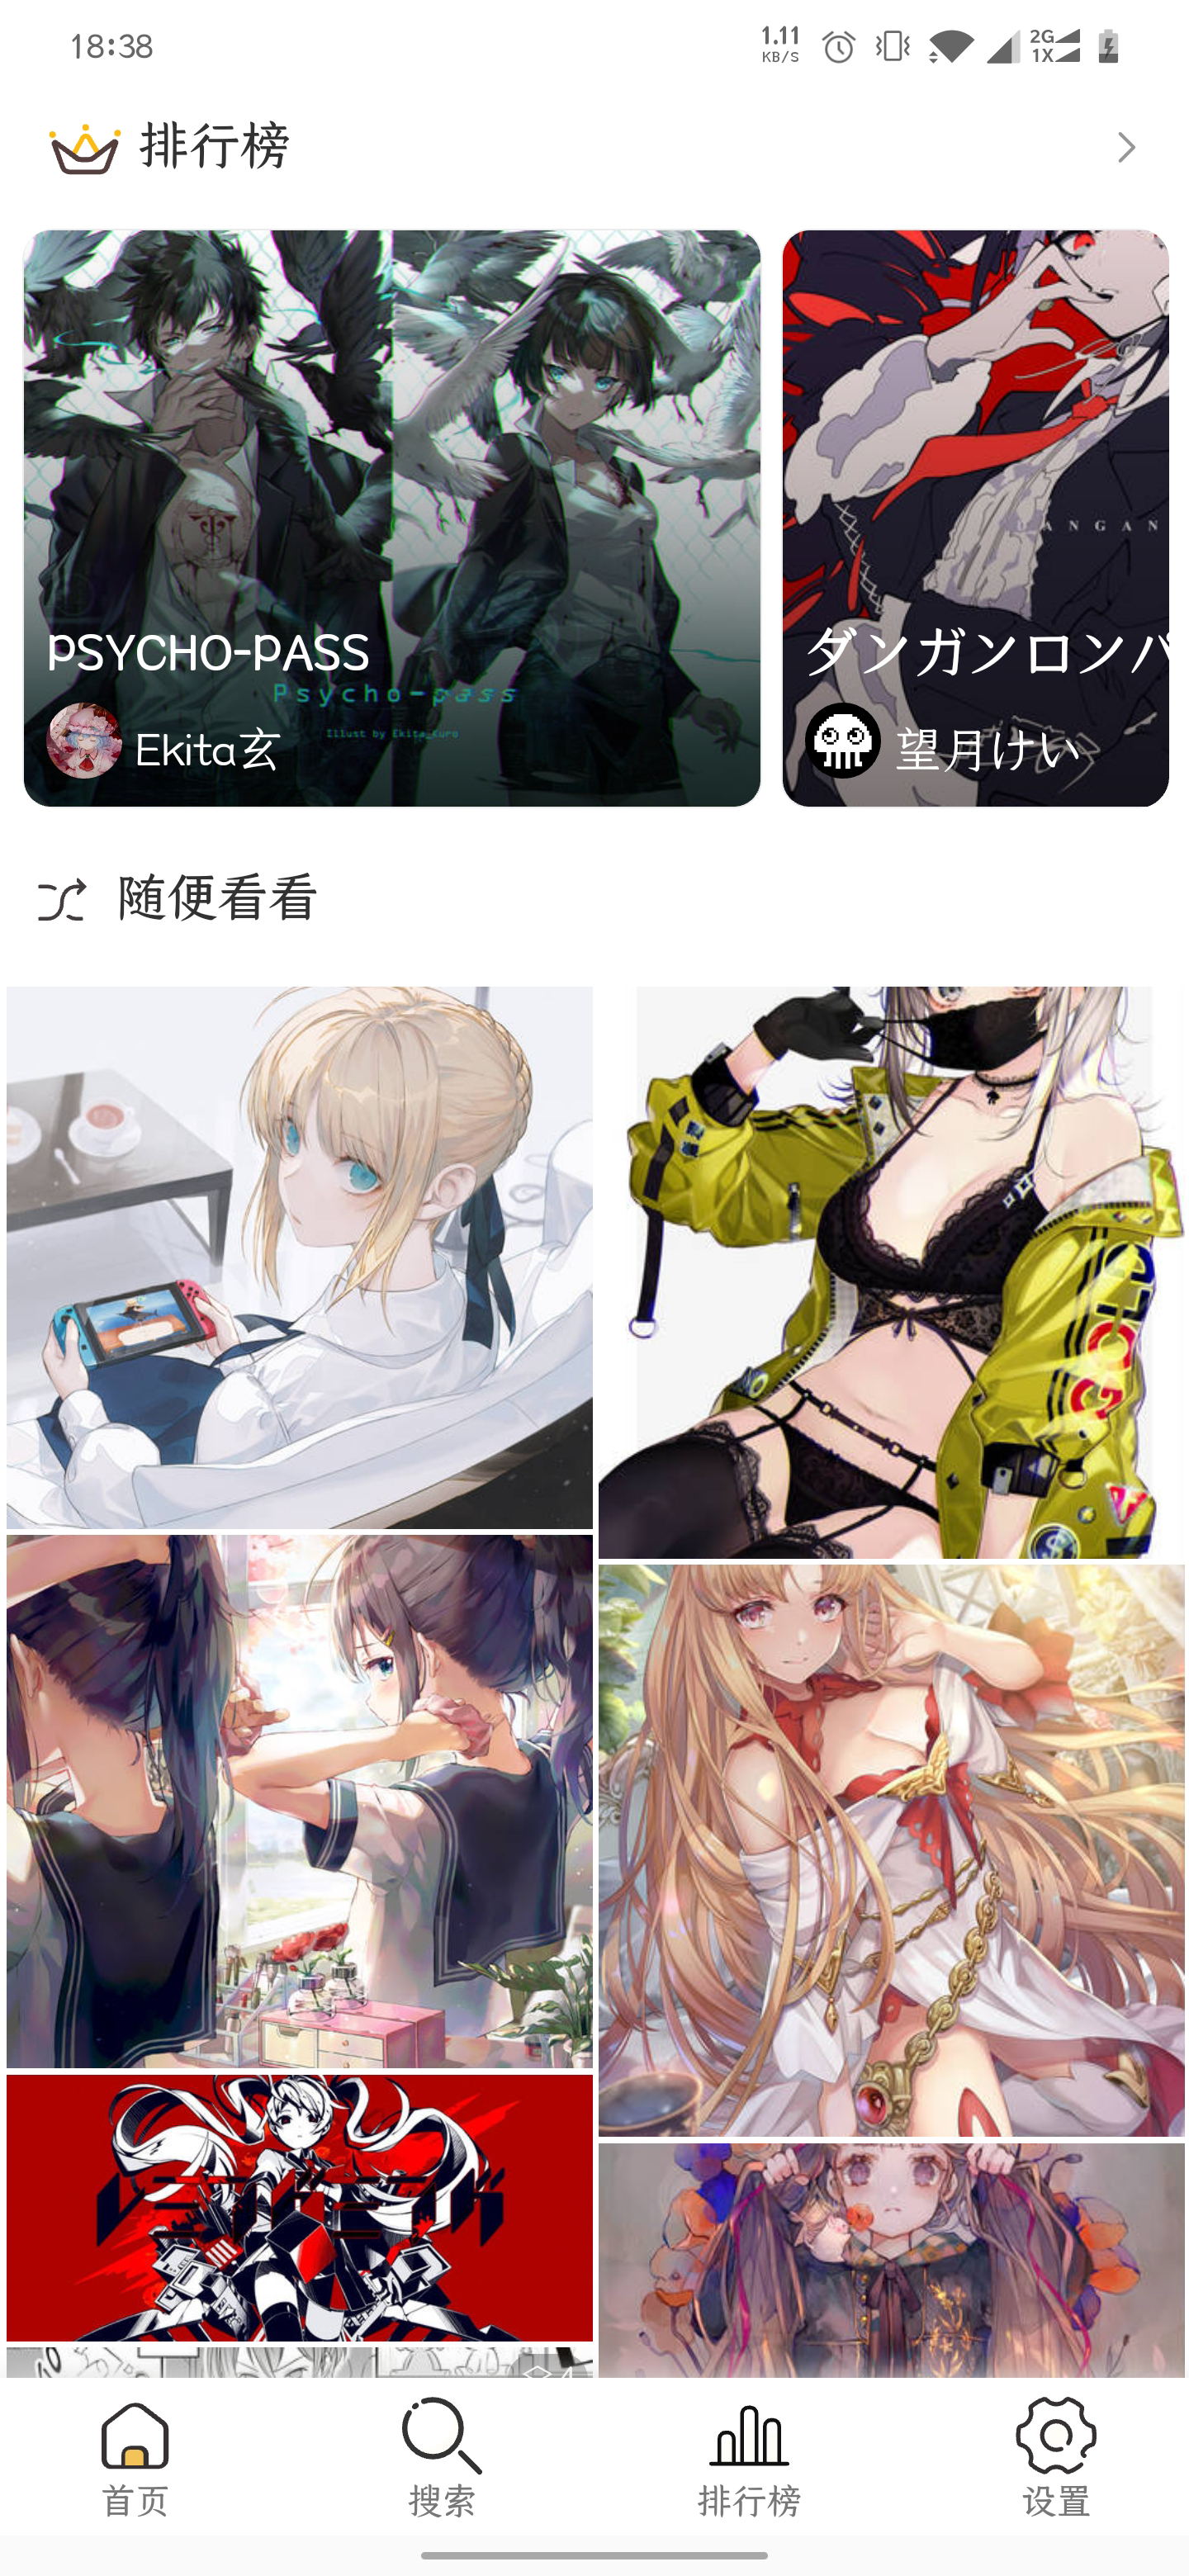 18:38
1.11
KB/S
2G
1X
排行榜
PSYCHO-PASS
Psycho-pass
Illust by Ekita_Kuro
Ekita玄
ANGAN
ダンガンロンパ
望月けい
随便看看
GOLD
首页
搜索
排行榜
设置